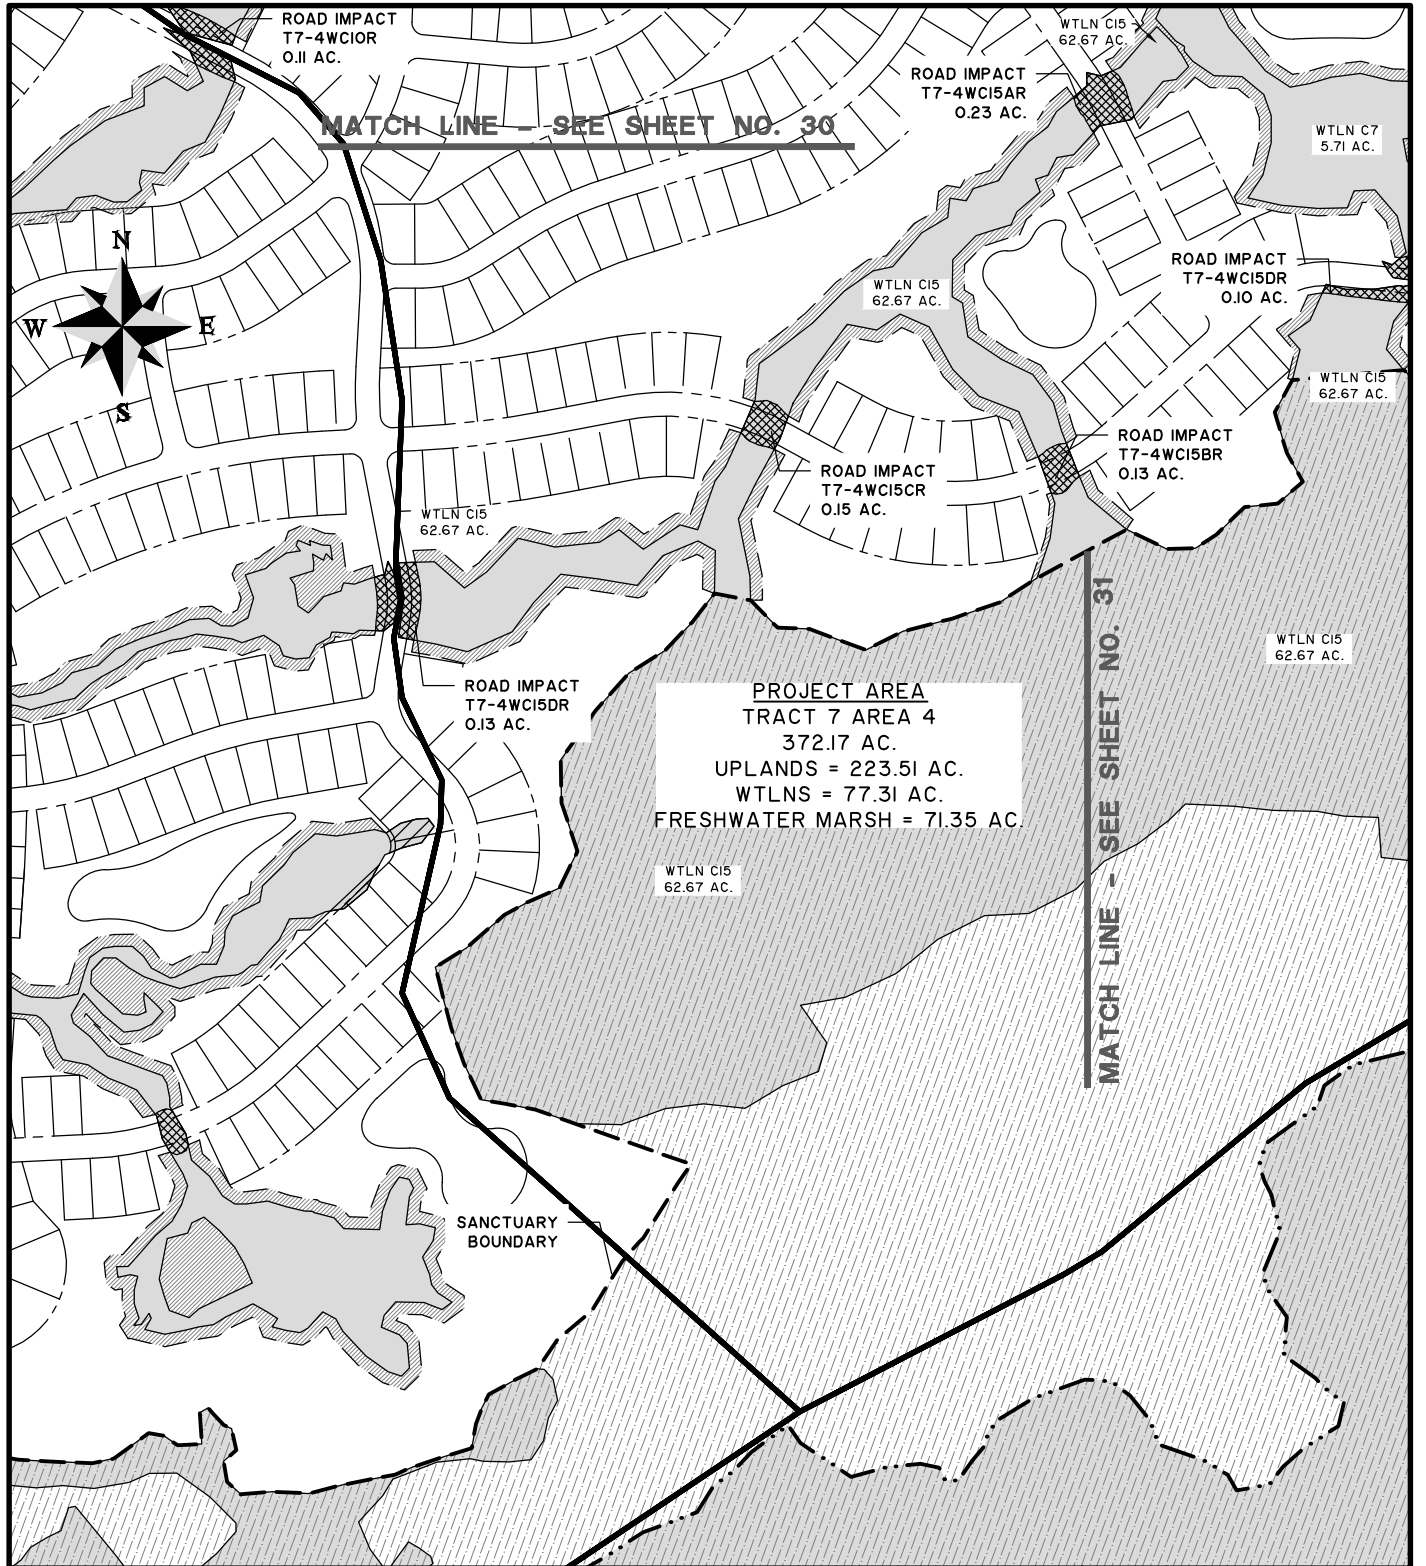 ROAD IMPACT
T7-4WC10R
0.11 AC.
WTLN C15
62.67 AC.
ROAD IMPACT
T7-4WC15AR
0.23 AC.
MATCH LINE - SEE SHEET NO. 30
WTLN C7
5.71 AC.
N
W
E
S
ROAD IMPACT
T7-4WC15DR
0.10 AC.
WTLN C15
62.67 AC.
WTLN C15
62.67 AC.
ROAD IMPACT
T7-4WC15BR
0.13 AC.
ROAD IMPACT
T7-4WC15CR
0.15 AC.
WTLN C15
62.67 AC.
MATCH LINE - SEE SHEET NO. 31
WTLN C15
62.67 AC.
ROAD IMPACT
T7-4WC15DR
0.13 AC.
PROJECT AREA
TRACT 7 AREA 4
372.17 AC.
UPLANDS = 223.51 AC.
WTLNS = 77.31 AC.
FRESHWATER MARSH = 71.35 AC.
WTLN C15
62.67 AC.
SANCTUARY
BOUNDARY